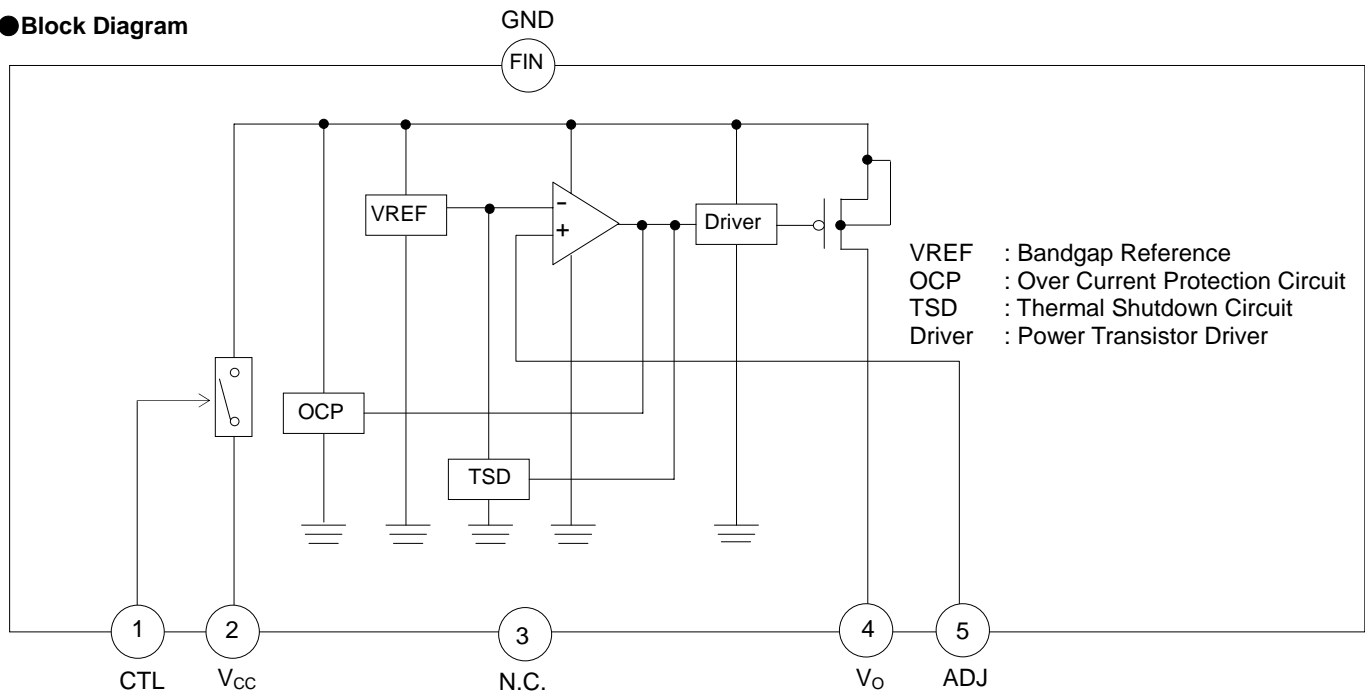 ●Block Diagram
GND
FIN
VREF
-
+
Driver
VREF : Bandgap Reference
OCP : Over Current Protection Circuit
TSD : Thermal Shutdown Circuit
Driver : Power Transistor Driver
OCP
TSD
1
2
3
4
5
CTL
VCC
N.C.
VO
ADJ